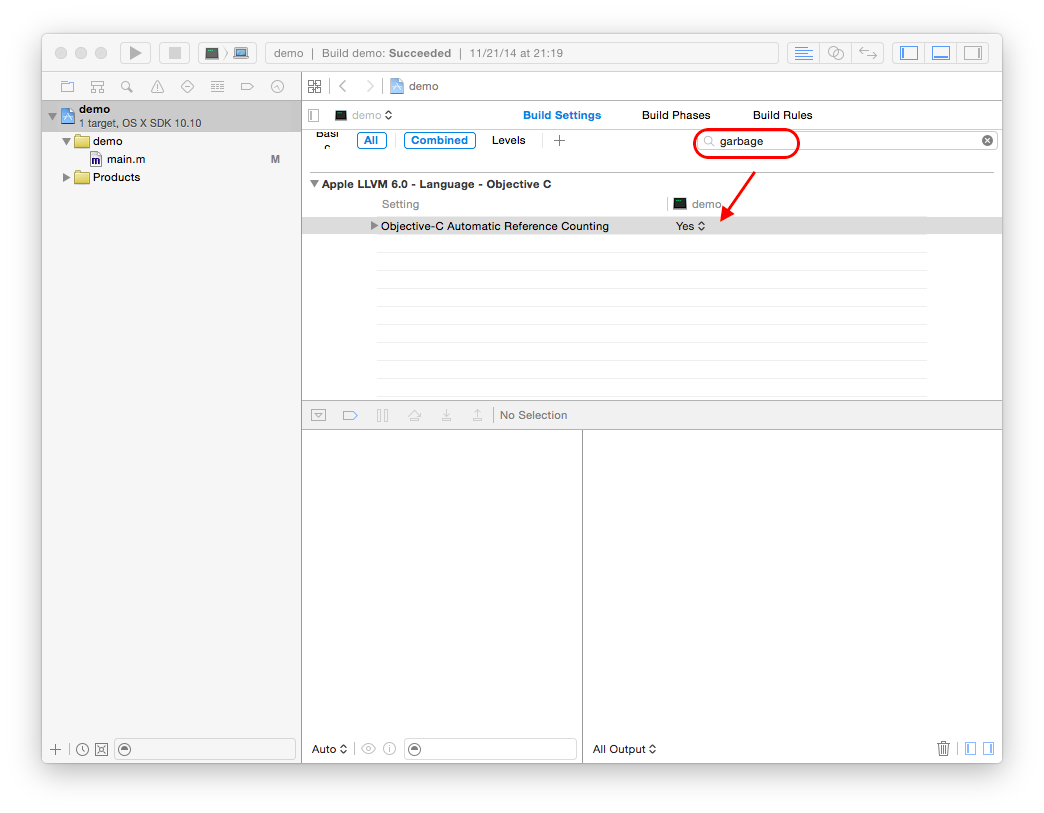 demo | Build demo: Succeeded | 11/21/14 at 21:19
demo
demo
1 target, OS X SDK 10.10
demo
main.m M
Products
demo Build Settings Build Phases Build Rules
Basi
c
All Combined Levels garbage
Apple LLVM 6.0 - Language - Objective C
Setting demo
Objective-C Automatic Reference Counting Yes
No Selection
Auto All Output